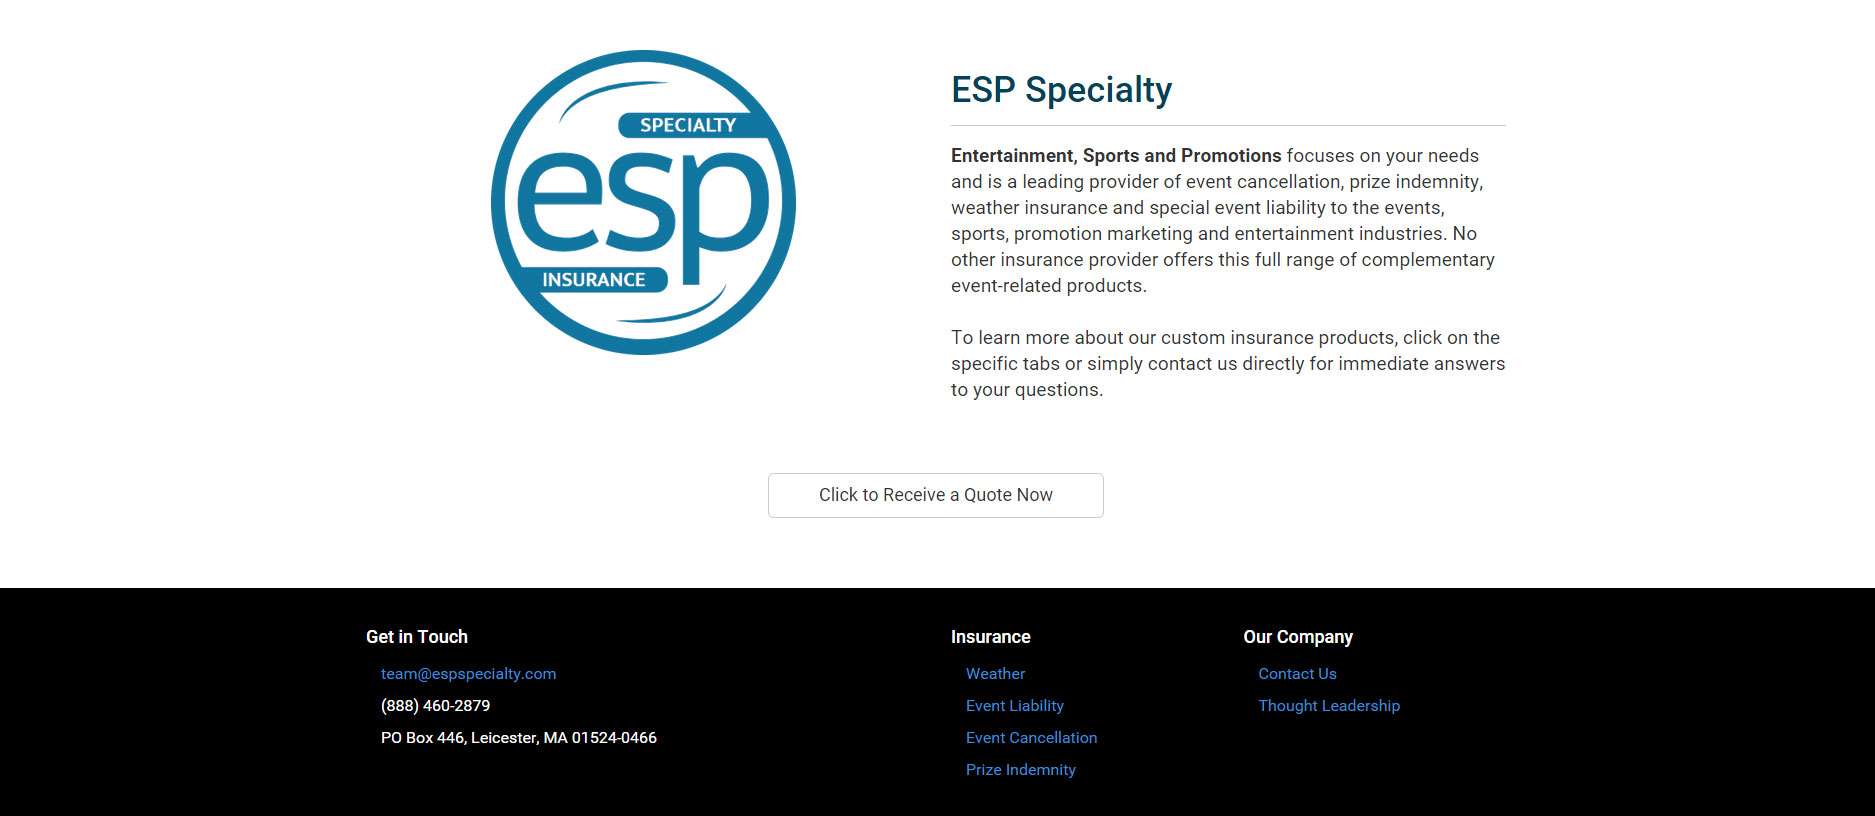 SPECIALTY
esp
INSURANCE
ESP Specialty
Entertainment, Sports and Promotions focuses on your needs
and is a leading provider of event cancellation, prize indemnity,
weather insurance and special event liability to the events,
sports, promotion marketing and entertainment industries. No
other insurance provider offers this full range of complementary
event-related products.
To learn more about our custom insurance products, click on the
specific tabs or simply contact us directly for immediate answers
to your questions.
Click to Receive a Quote Now
Get in Touch
team@espspecialty.com
(888) 460-2879
PO Box 446, Leicester, MA 01524-0466
Insurance
Weather
Event Liability
Event Cancellation
Prize Indemnity
Our Company
Contact Us
Thought Leadership